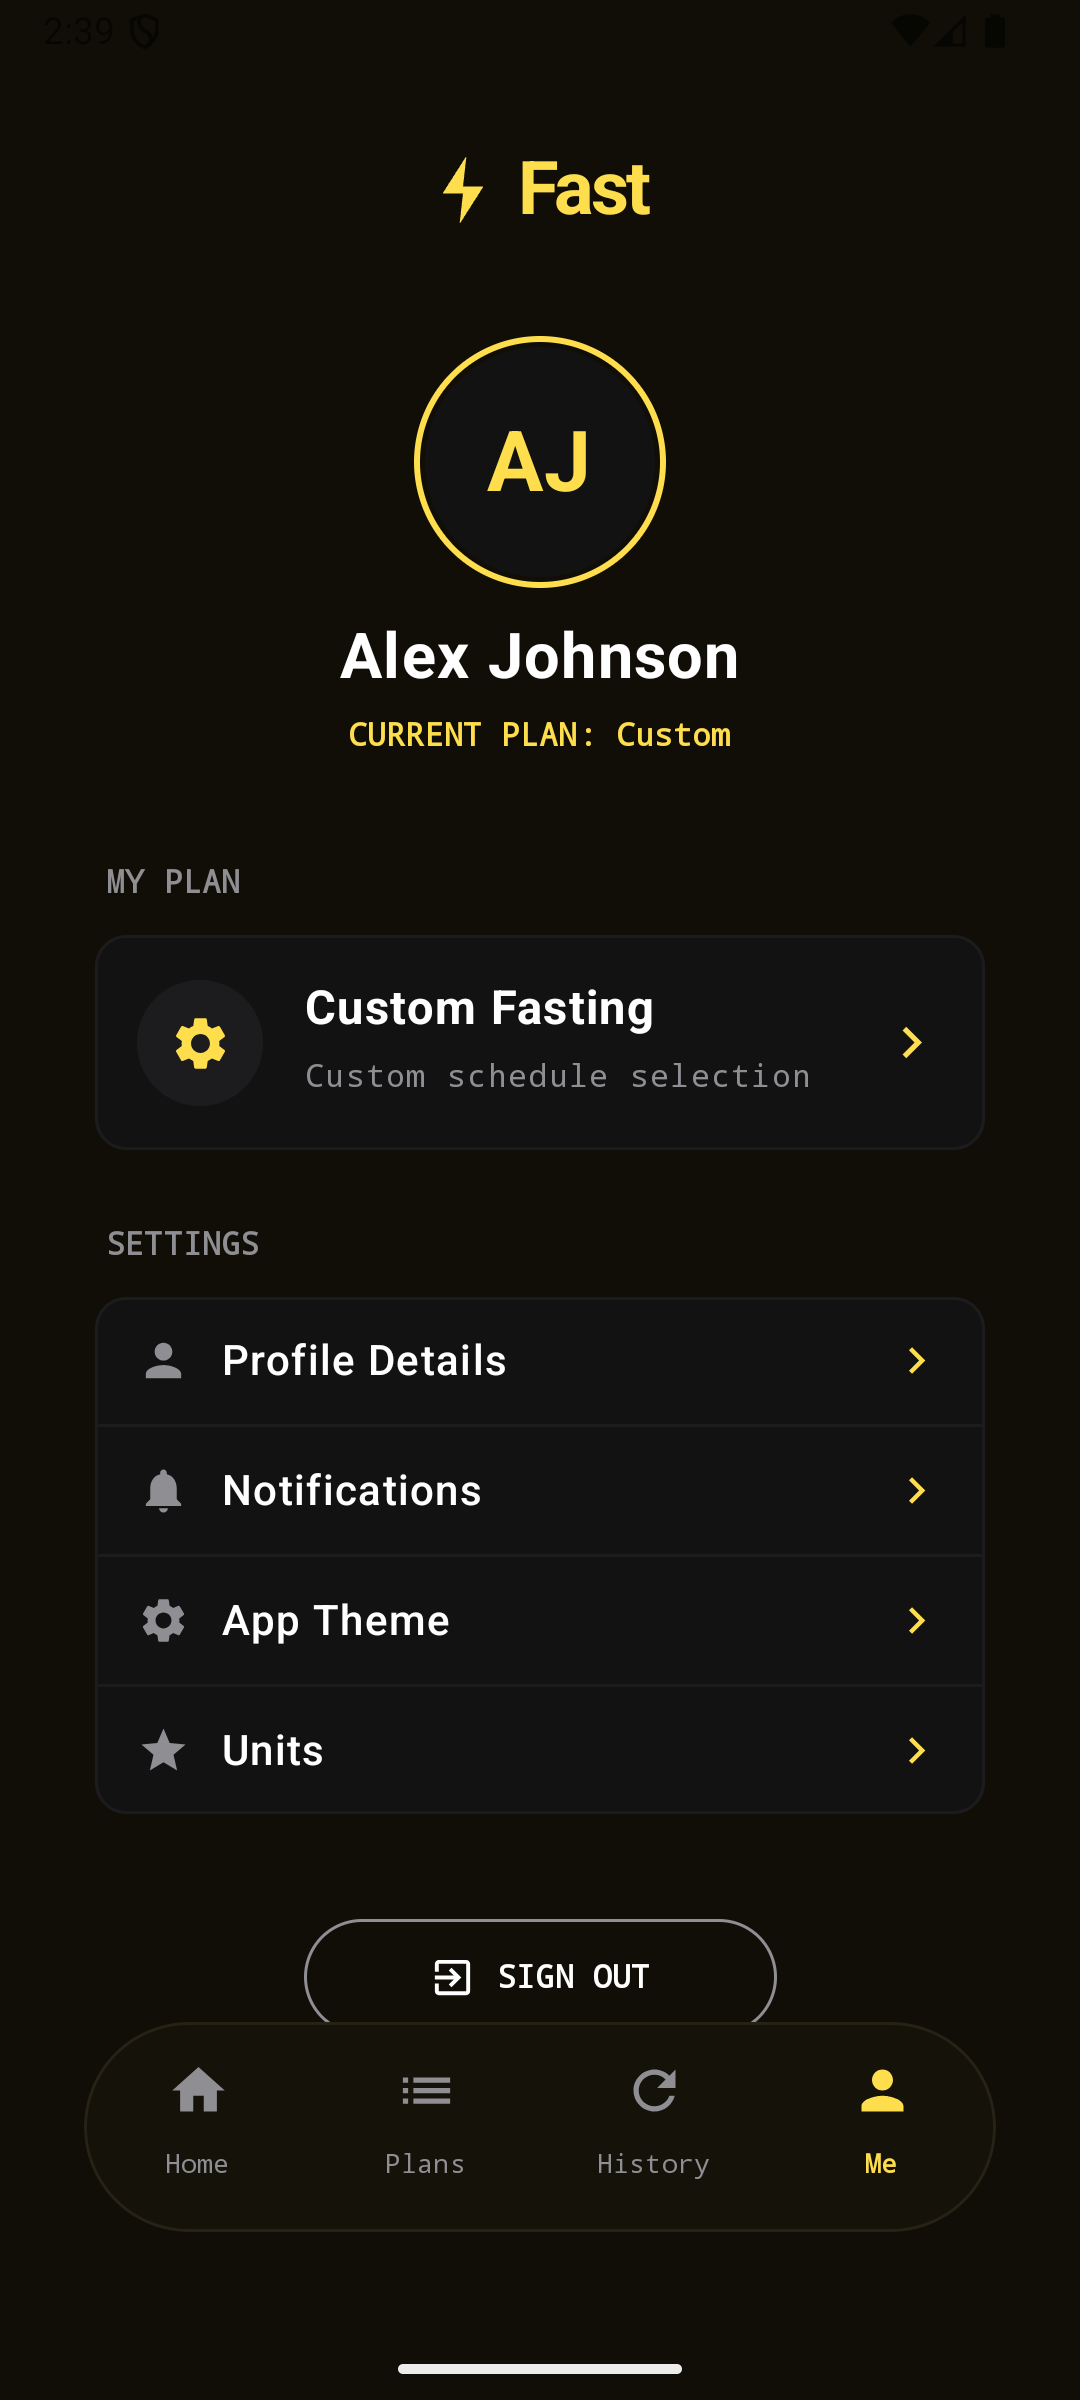 2:39
Fast
AJ
Alex Johnson
CURRENT PLAN: Custom
MY PLAN
Custom Fasting
Custom schedule selection
SETTINGS
Profile Details
Notifications
App Theme
Units
SIGN OUT
Home Plans History Me